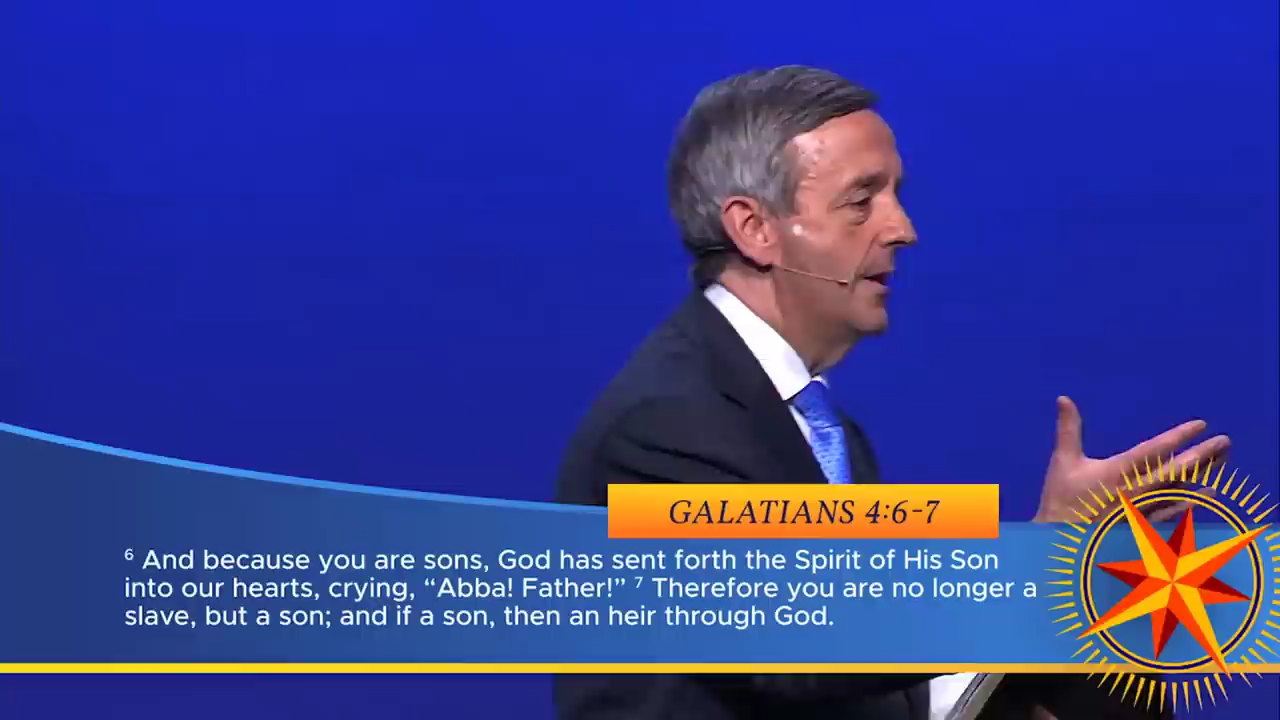 GALATIANS 4:6-7
⁶ And because you are sons, God has sent forth the Spirit of His Son
into our hearts, crying, “Abba! Father!” ⁷ Therefore you are no longer a
slave, but a son; and if a son, then an heir through God.